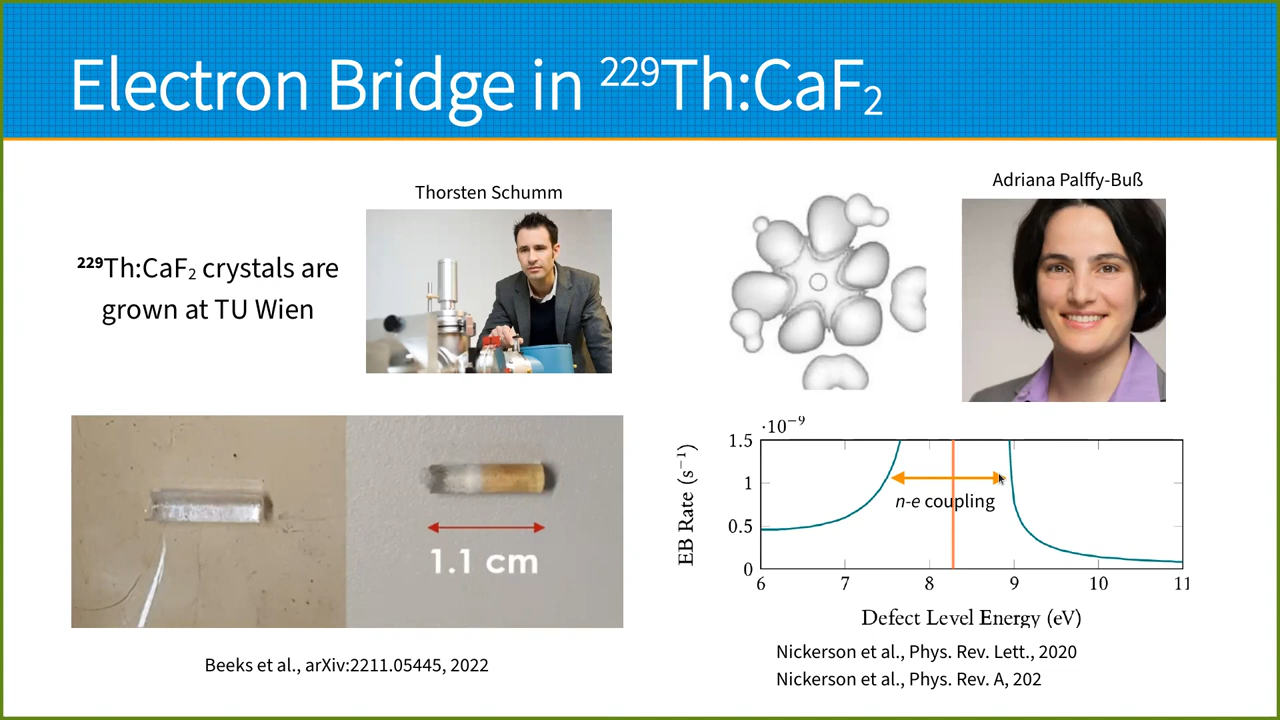 Electron Bridge in ²²⁹Th:CaF₂
Thorsten Schumm
²²⁹Th:CaF₂ crystals are
grown at TU Wien
1.1 cm
Beeks et al., arXiv:2211.05445, 2022
Adriana Palffy-Buß
·10⁻⁹
1.5
1
0.5
0
EB Rate (s⁻¹)
n-e coupling
6 7 8 9 10 11
Defect Level Energy (eV)
Nickerson et al., Phys. Rev. Lett., 2020
Nickerson et al., Phys. Rev. A, 202